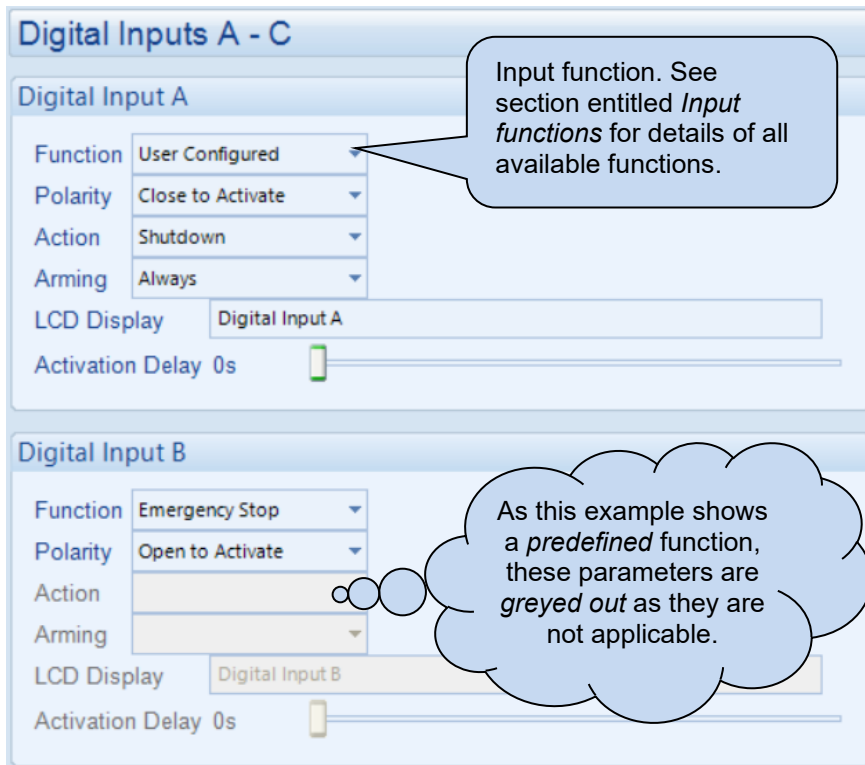 Digital Inputs A - C
Digital Input A
Function User Configured
Polarity Close to Activate
Action Shutdown
Arming Always
LCD Display Digital Input A
Activation Delay 0s
Input function. See
section entitled Input
functions for details of all
available functions.
Digital Input B
Function Emergency Stop
Polarity Open to Activate
Action
Arming
LCD Display Digital Input B
Activation Delay 0s
As this example shows
a predefined function,
these parameters are
greyed out as they are
not applicable.